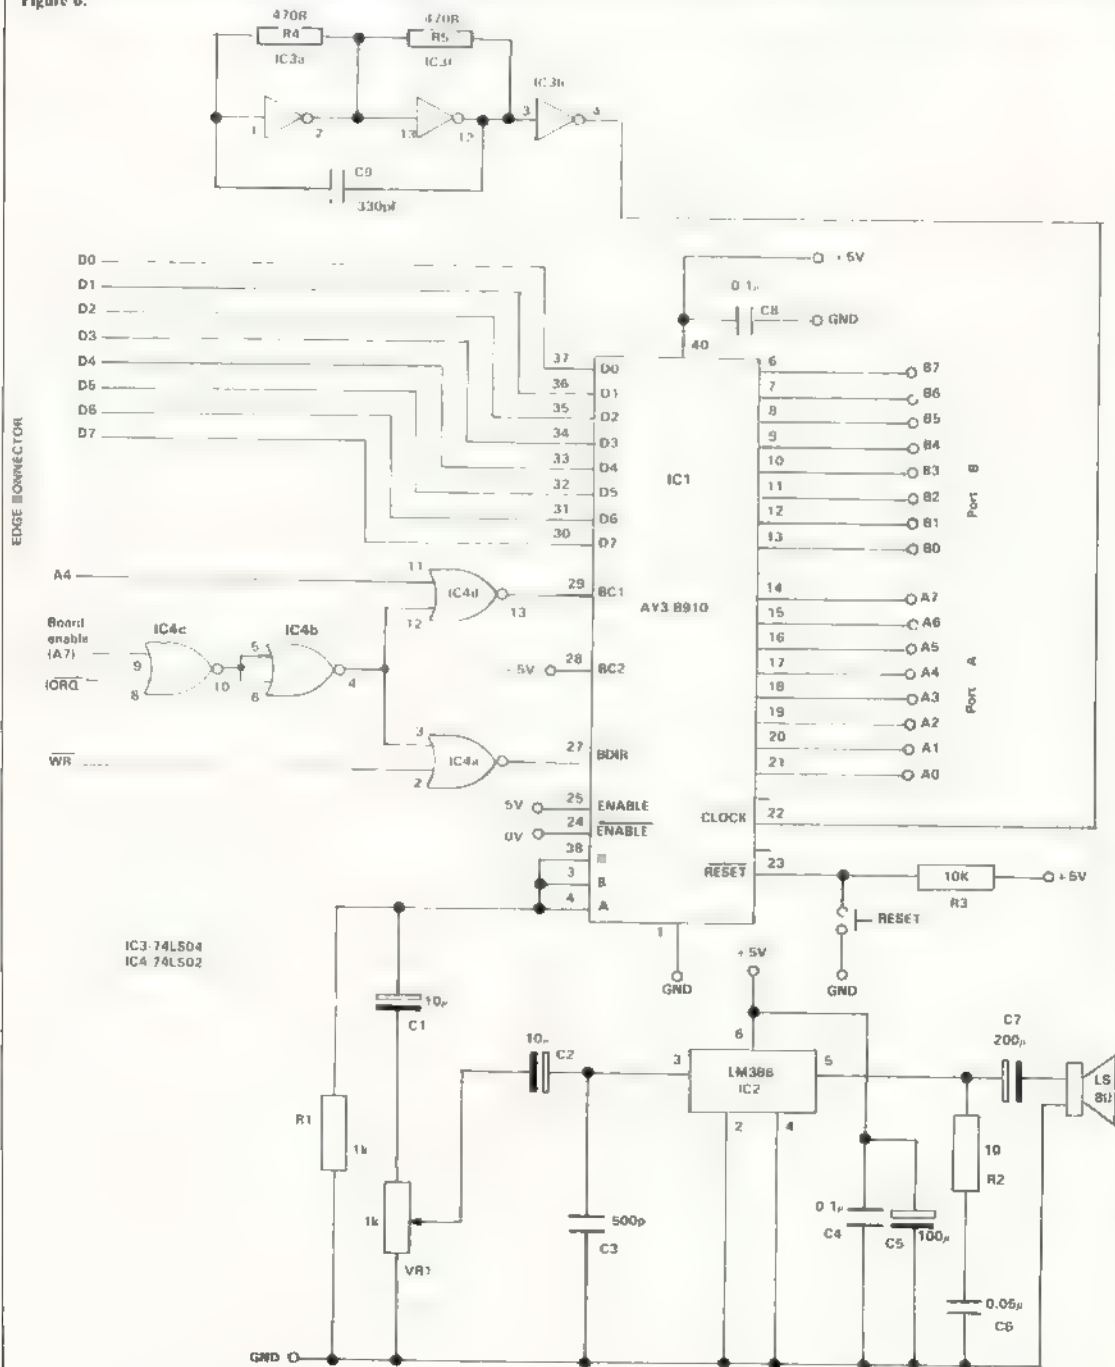 Figure 6.
470R
R4
IC3a
470R
R5
IC3f
IC3b
1
2
13
12
3
4
C9
330pf
D0
D1
D2
D3
D4
D5
D6
D7
+5V
0.1µ
C8
GND
40
EDGE CONNECTOR
37 D0
36 D1
35 D2
34 D3
33 D4
32 D5
31 D6
30 D7
IC1
AY3 8910
6 B7
7 B6
8 B5
9 B4
10 B3
11 B2
12 B1
13 B0
Port B
14 A7
15 A6
16 A5
17 A4
18 A3
19 A2
20 A1
21 A0
Port A
A4
11
12
IC4d
13
29 BC1
Board
enable
(A7)
IORQ
IC4c
9
8
10
IC4b
5
6
4
5V
28 BC2
WR
3
2
IC4a
27 BDIR
5V 25 ENABLE
0V 24 ENABLE
38
3 B
4 A
CLOCK 22
RESET 23
10K
R3
+5V
RESET
GND
1
GND
IC3-74LS04
IC4-74LS02
10µ
C1
R1
1k
1k
VR1
10µ
C2
500p
C3
+5V
6
3
LM386
IC2
5
2
4
0.1µ
C4
C5
100µ
C7
200µ
10
R2
0.05µ
C6
LS
8Ω
GND